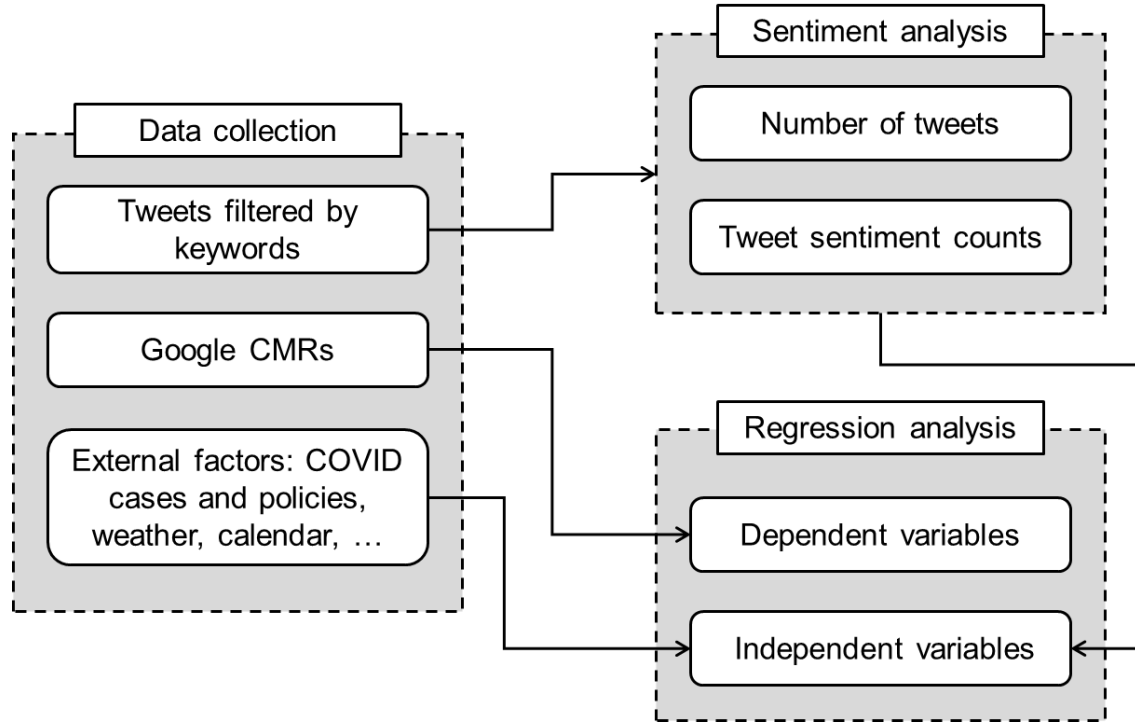 Data collection
Tweets filtered by
keywords
Google CMRs
External factors: COVID
cases and policies,
weather, calendar, …
Sentiment analysis
Number of tweets
Tweet sentiment counts
Regression analysis
Dependent variables
Independent variables